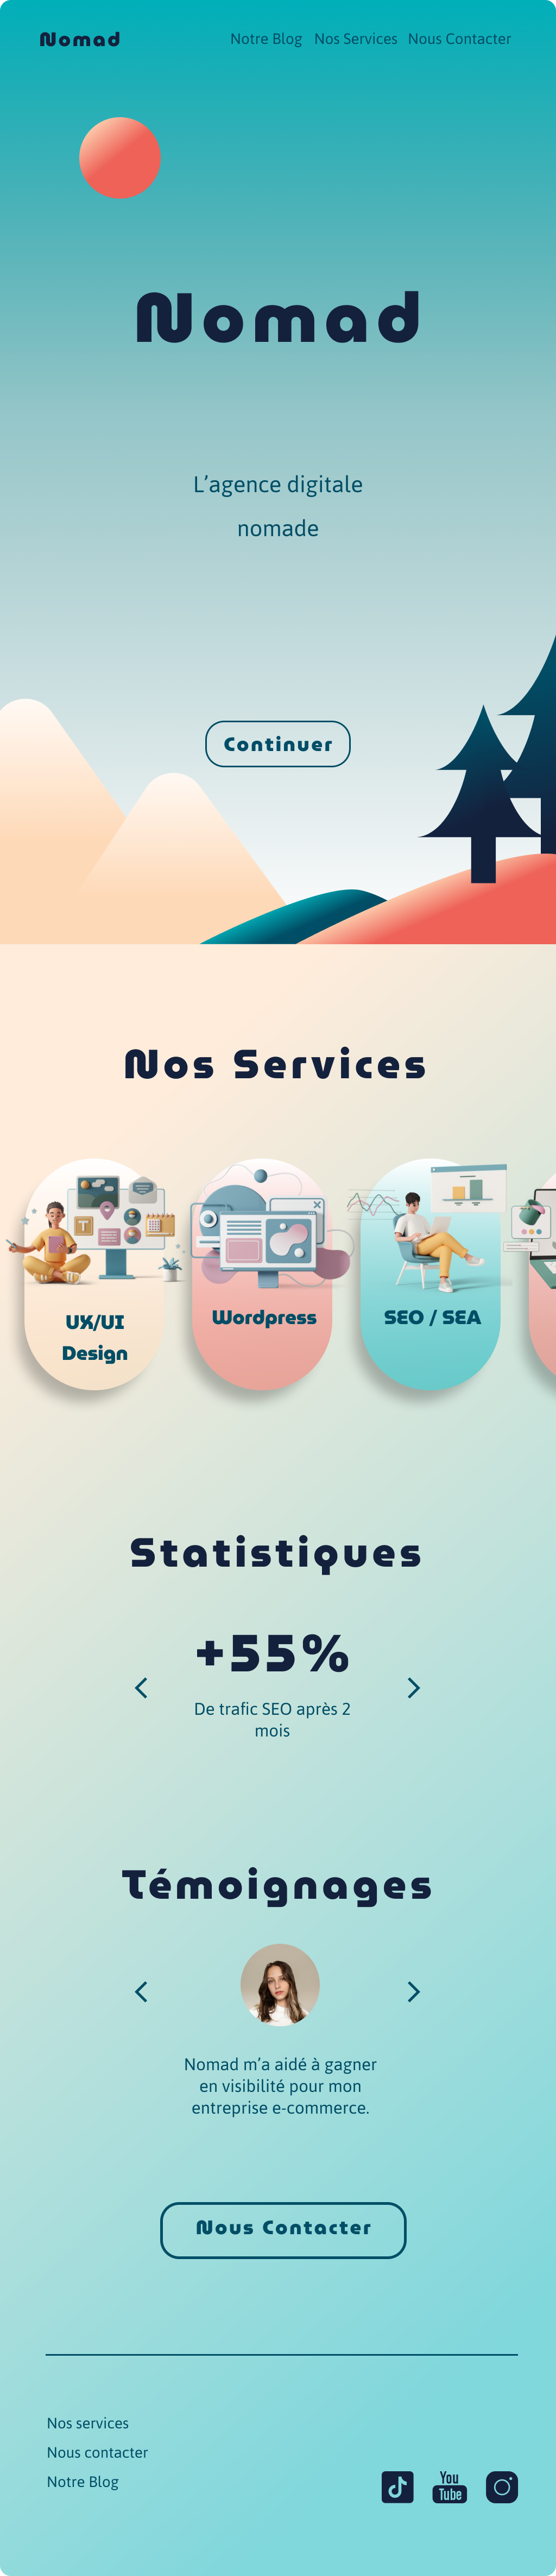 Nomad
Notre Blog Nos Services Nous Contacter
Nomad
L'agence digitale
nomade
Continuer
Nos Services
UX/UI
Design
Wordpress
SEO / SEA
Statistiques
+55%
De trafic SEO après 2
mois
Témoignages
Nomad m'a aidé à gagner
en visibilité pour mon
entreprise e-commerce.
Nous Contacter
Nos services
Nous contacter
Notre Blog
You
Tube